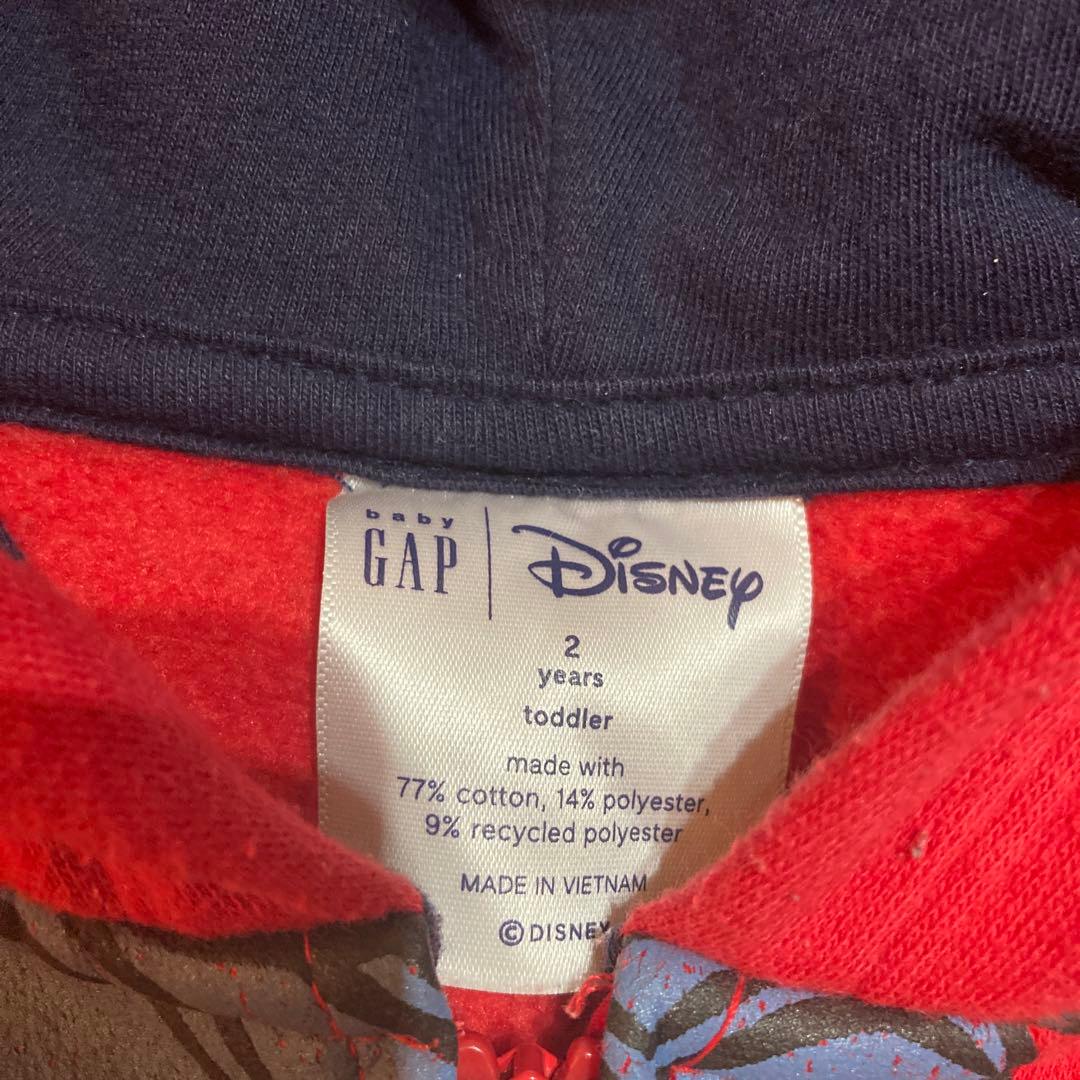 baby
GAP
Disney
2
years
toddler
made with
77% cotton, 14% polyester,
9% recycled polyester
MADE IN VIETNAM
© DISNEY